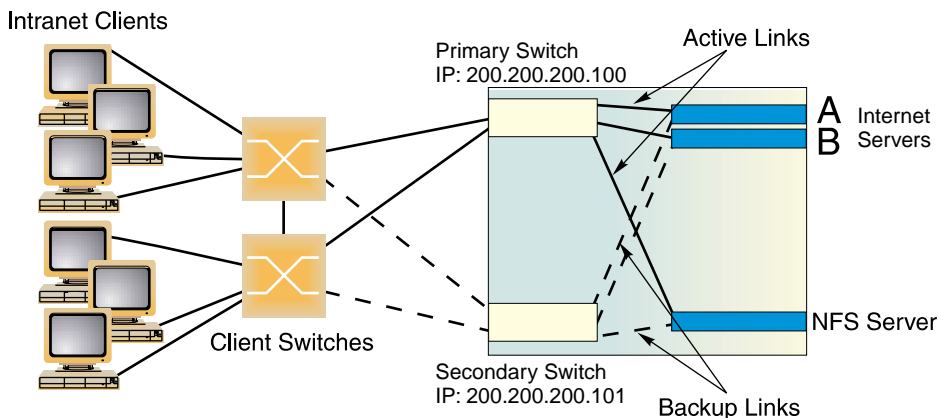 Intranet Clients
Primary Switch
IP: 200.200.200.100
Active Links
A
Internet
B
Servers
NFS Server
Client Switches
Secondary Switch
IP: 200.200.200.101
Backup Links